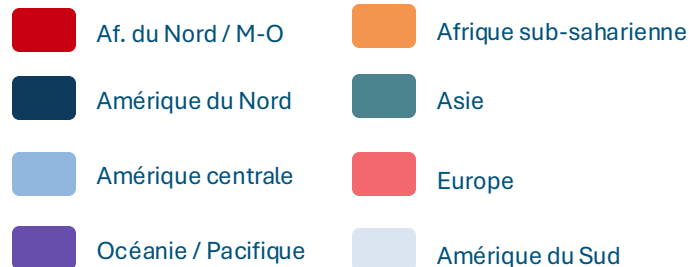 Af. du Nord / M-O
Afrique sub-saharienne
Amérique du Nord
Asie
Amérique centrale
Europe
Océanie / Pacifique
Amérique du Sud